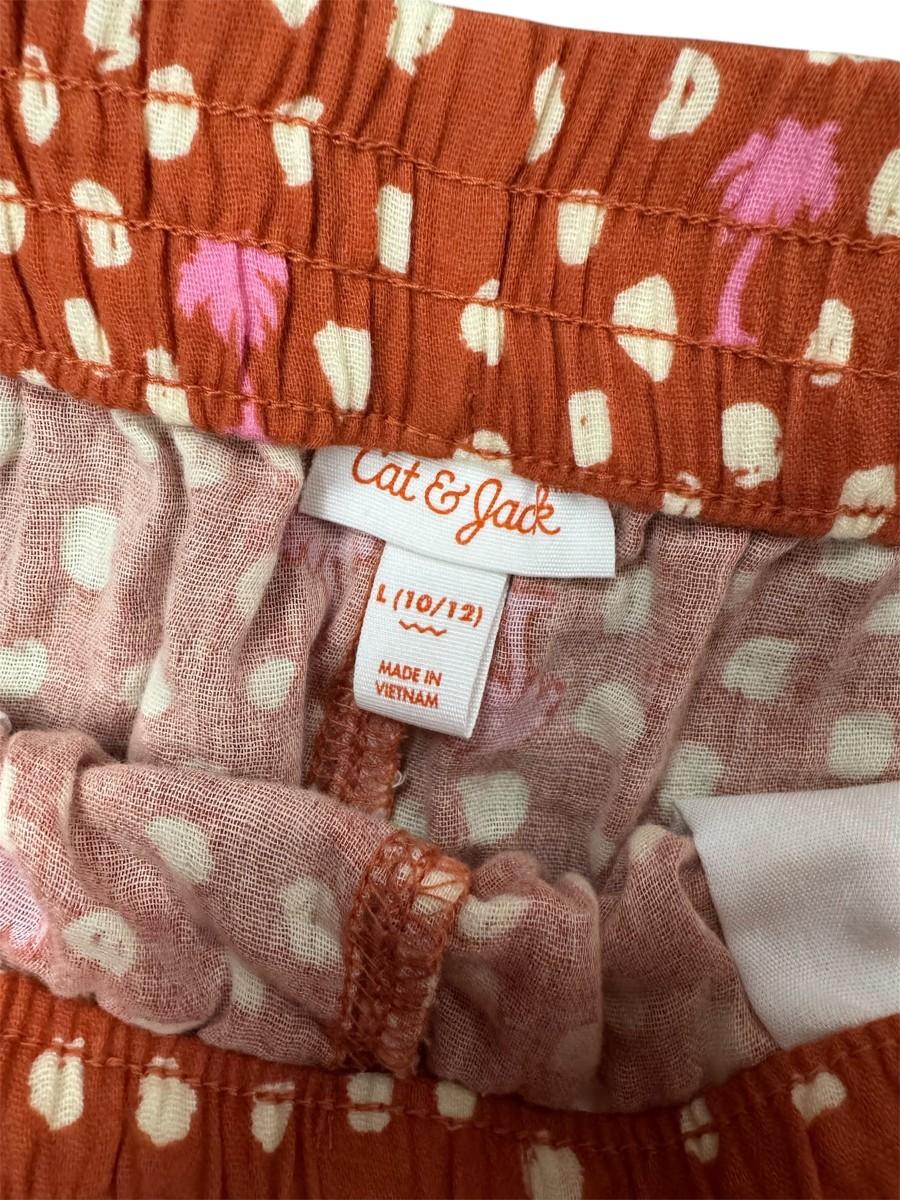 Cat & Jack
L (10/12)
MADE IN
VIETNAM